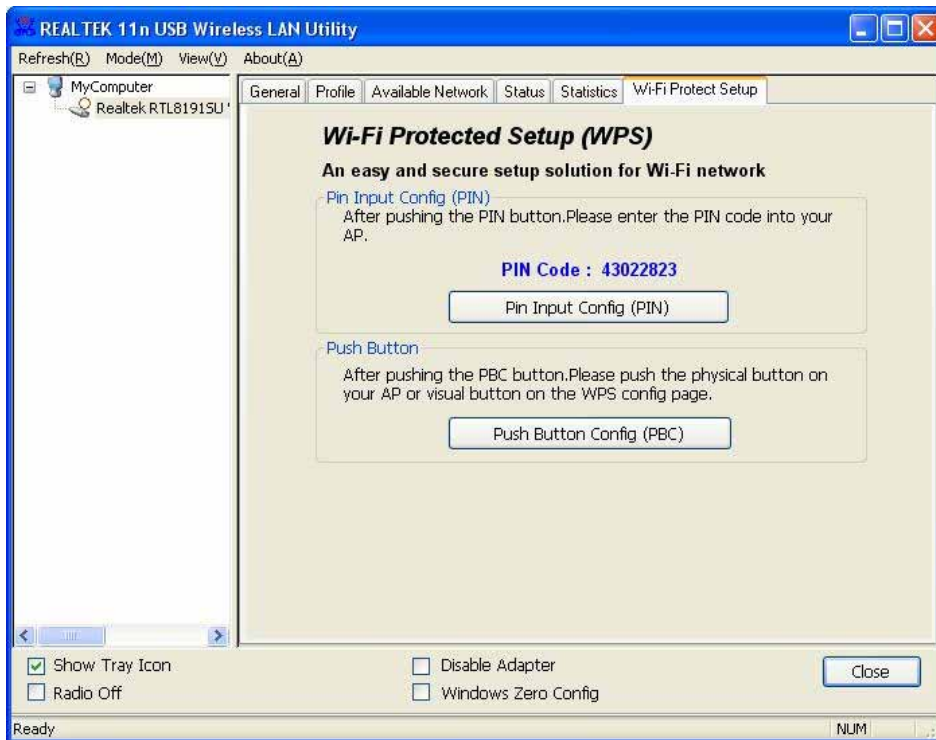 REALTEK 11n USB Wireless LAN Utility
Refresh(R) Mode(M) View(V) About(A)
MyComputer
Realtek RTL8191SU
General Profile Available Network Status Statistics Wi-Fi Protect Setup
Wi-Fi Protected Setup (WPS)
An easy and secure setup solution for Wi-Fi network
Pin Input Config (PIN)
After pushing the PIN button.Please enter the PIN code into your
AP.
PIN Code : 43022823
Pin Input Config (PIN)
Push Button
After pushing the PBC button.Please push the physical button on
your AP or visual button on the WPS config page.
Push Button Config (PBC)
Show Tray Icon
Radio Off
Disable Adapter
Windows Zero Config
Close
Ready
NUM